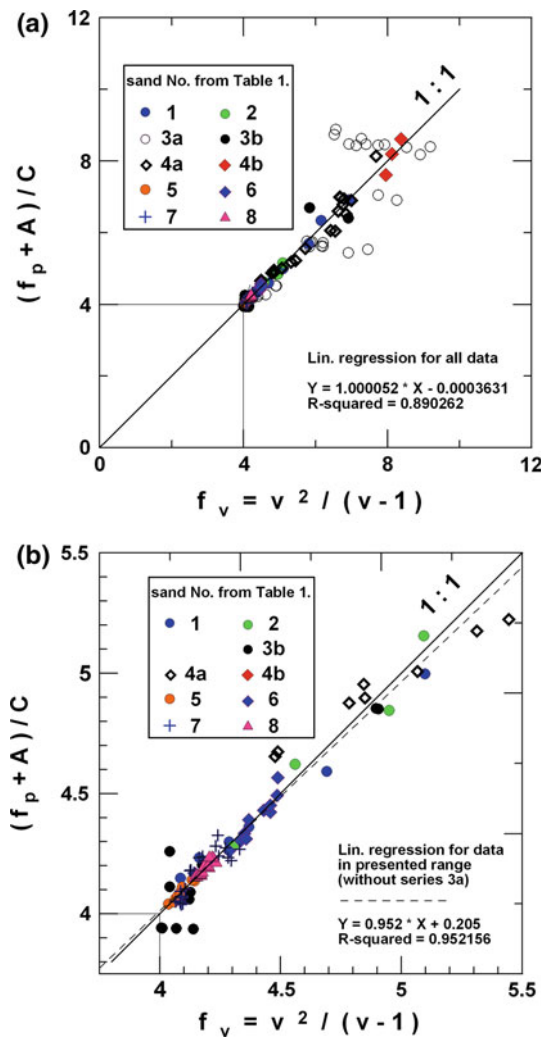 (a)
12
8
4
0
(f p + A) / C
sand No. from Table 1.
1 2
3a 3b
4a 4b
5 6
7 8
1 : 1
Lin. regression for all data
Y = 1.000052 * X - 0.0003631
R-squared = 0.890262
0 4 8 12
f v = v 2 / ( v - 1 )
(b)
5.5
5
4.5
4
(f p + A) / C
sand No. from Table 1.
1 2
3b
4a 4b
5 6
7 8
1 : 1
Lin. regression for data
in presented range
(without series 3a)
Y = 0.952 * X + 0.205
R-squared = 0.952156
4 4.5 5 5.5
f v = v 2 / ( v - 1 )